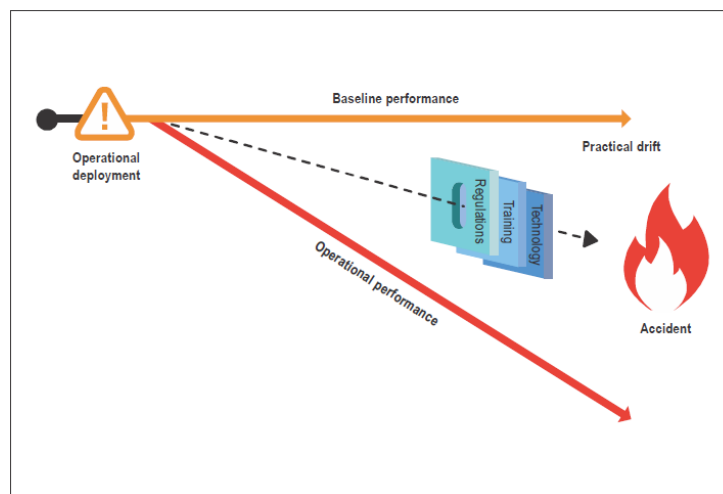 Baseline performance
Practical drift
Operational
deployment
Regulations
Training
Technology
Operational performance
Accident